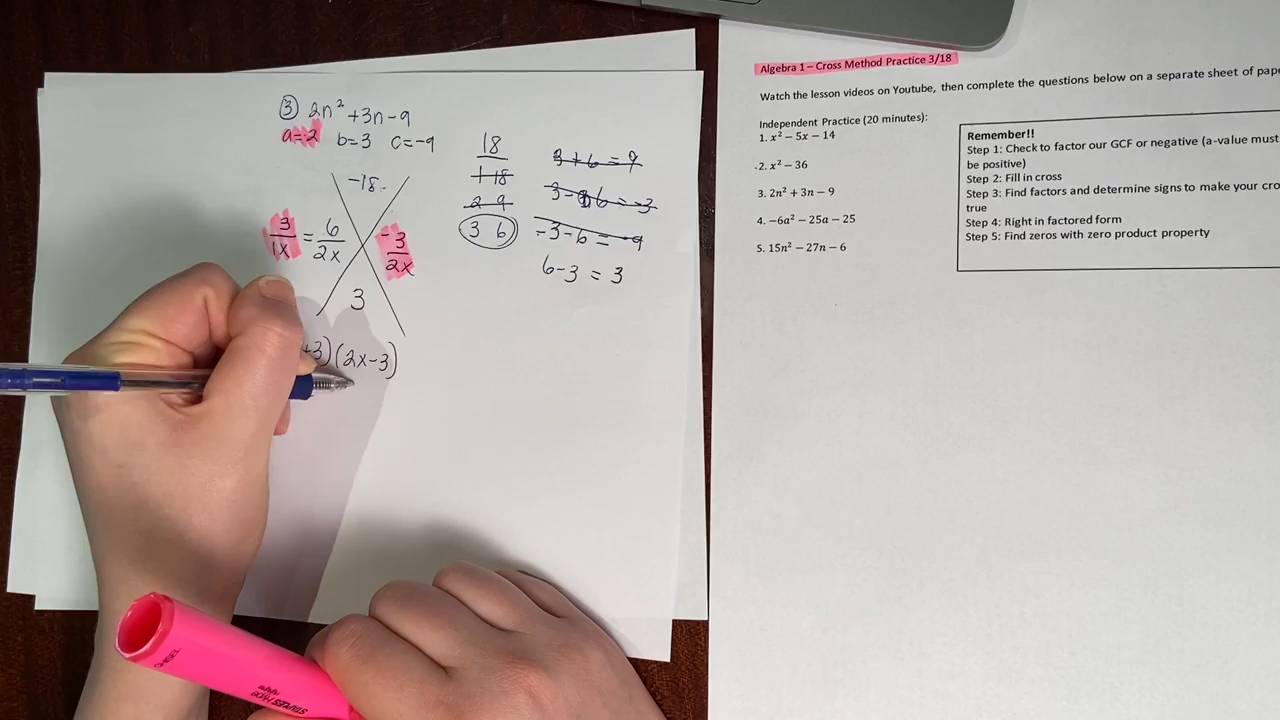 ③ 2n² + 3n - 9
a=2 b=3 c=-9
-18
3/1x = 6/2x
-3/2x
3
+3)(2x-3)
18
1 18
2 9
3 6
3+6=9
-3-6=-9
6-3=3
Algebra 1 – Cross Method Practice 3/18
Watch the lesson videos on Youtube, then complete the questions below on a separate sheet of pape
Independent Practice (20 minutes):
1. x² − 5x − 14
2. x² − 36
3. 2n² + 3n − 9
4. −6a² − 25a − 25
5. 15n² − 27n − 6
Remember!!
Step 1: Check to factor our GCF or negative (a-value must
be positive)
Step 2: Fill in cross
Step 3: Find factors and determine signs to make your cro
true
Step 4: Right in factored form
Step 5: Find zeros with zero product property
CHISEL